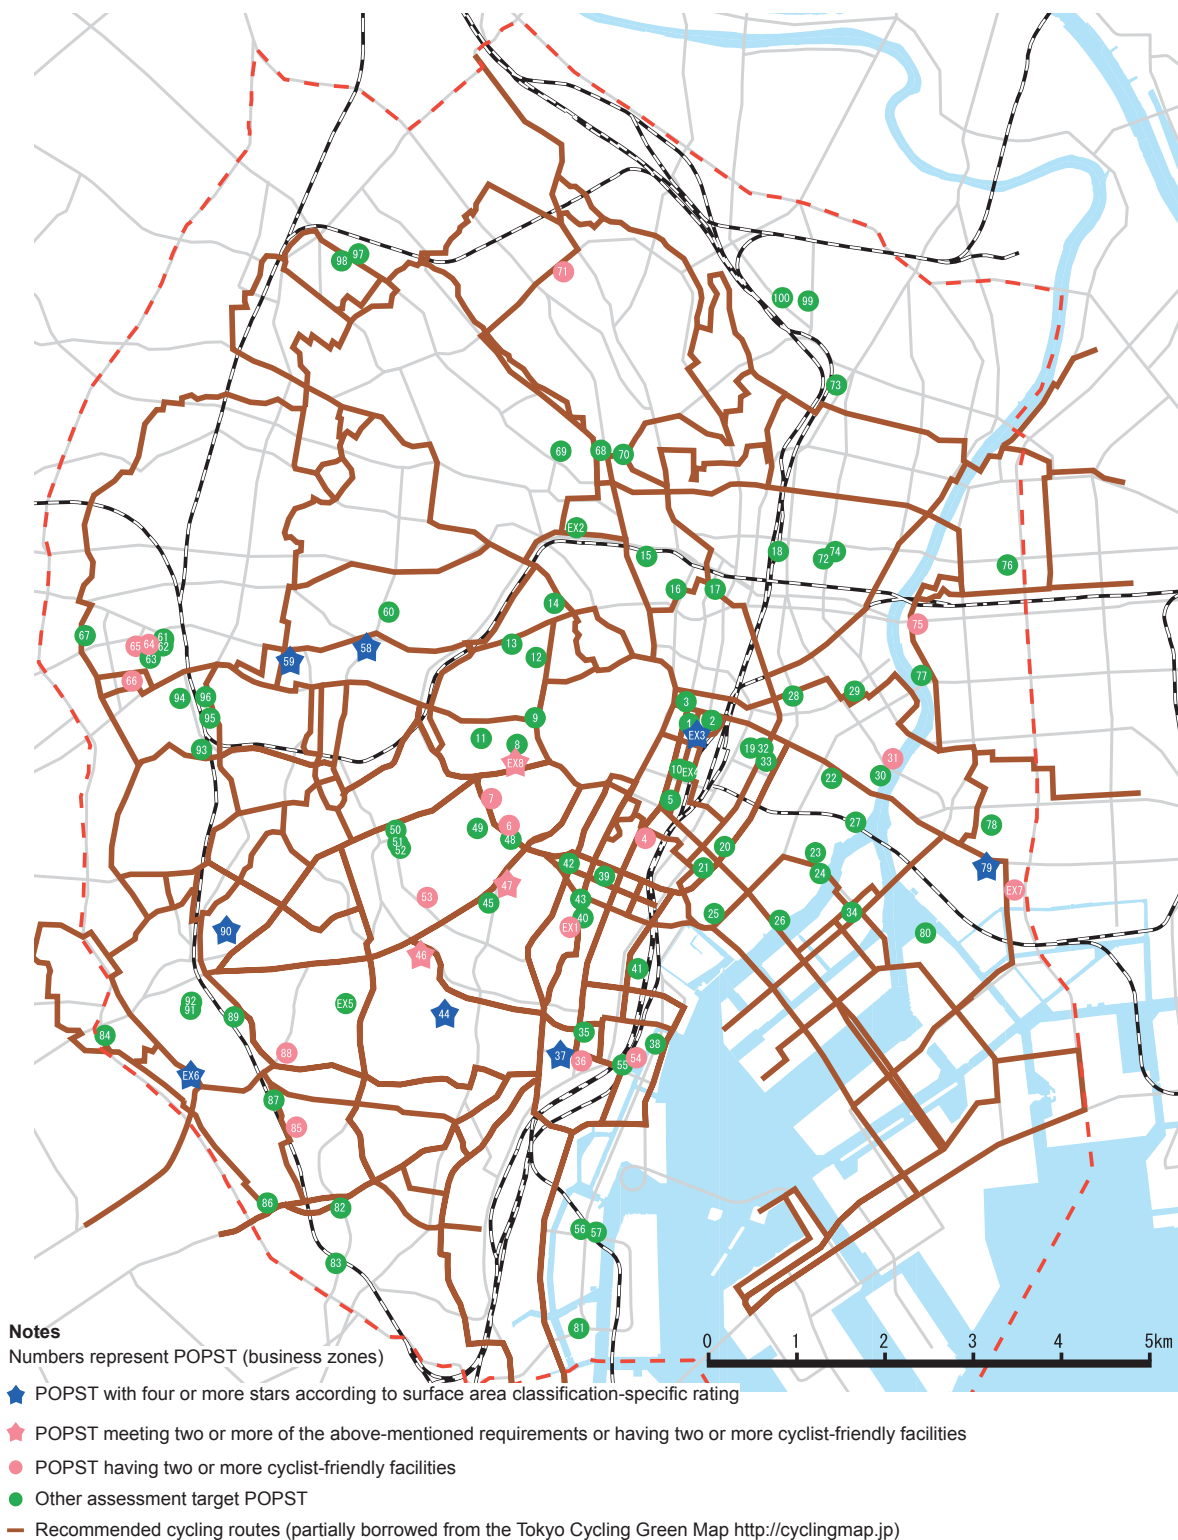 98 97
71
100 99
73
69 68 70
EX2
15 18 72 74 76
16 17
14
60
75
67 65 64 61
62
63
13
58
59
12
66
77
94 96
3 28 29
95
9
1 2
11 8
EX3
93
19 32
EX8
33
31
10 EX4
22
30
7
5
50 49 6
4
27 78
51
48
52
20 23
42
21 24
79
39
47
EX7
53
45 43
25 34
40
26
90
EX1
80
46
41
92
91
EX5
89
44
84
35
38
88
37 36 54
55
EX6
87
85
86 82
56 57
83
81
0 1 2 3 4 5km
Notes
Numbers represent POPST (business zones)
POPST with four or more stars according to surface area classification-specific rating
POPST meeting two or more of the above-mentioned requirements or having two or more cyclist-friendly facilities
POPST having two or more cyclist-friendly facilities
Other assessment target POPST
Recommended cycling routes (partially borrowed from the Tokyo Cycling Green Map http://cyclingmap.jp)